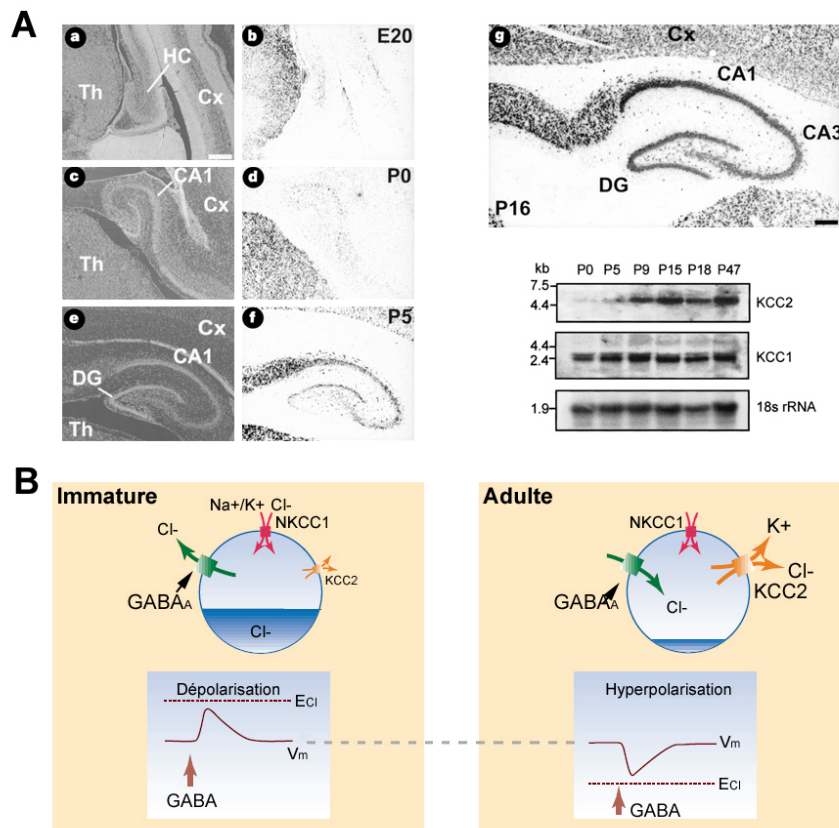 A
a
HC
Th
Cx
b
E20
c
CA1
Cx
Th
d
P0
e
Cx
CA1
DG
Th
f
P5
g
Cx
CA1
CA3
DG
P16
kb P0 P5 P9 P15 P18 P47
7.5
4.4
KCC2
4.4
2.4
KCC1
1.9
18s rRNA
B
Immature
Na+/K+ Cl-
NKCC1
Cl-
KCC2
GABAA
Cl-
Dépolarisation
ECl
Vm
GABA
Adulte
NKCC1
K+
Cl-
KCC2
GABAA
Cl-
Hyperpolarisation
Vm
ECl
GABA